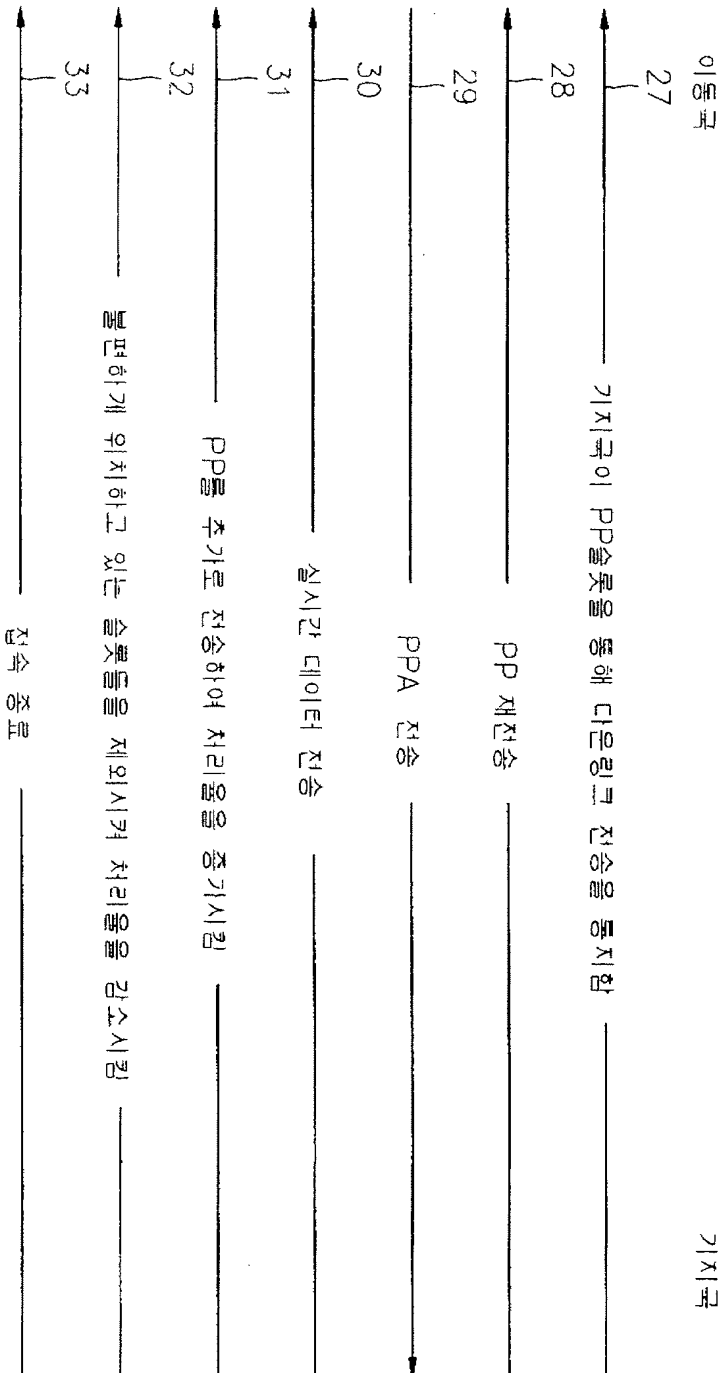 이동국
기지국
27
기지국이 PP슬롯을 통해 다운링크 전송을 통지함
28
PP 재전송
29
PPA 전송
30
실시간 데이터 전송
31
PP를 추가로 전송하여 처리율을 증가시킴
32
불편하게 위치하고 있는 슬롯들을 제외시켜 처리율을 감소시킴
33
접속 종료